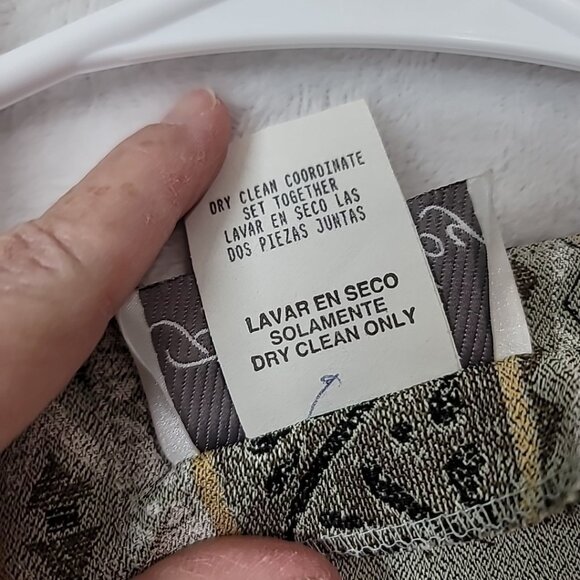 DRY CLEAN COORDINATE
SET TOGETHER
LAVAR EN SECO LAS
DOS PIEZAS JUNTAS
LAVAR EN SECO
SOLAMENTE
DRY CLEAN ONLY